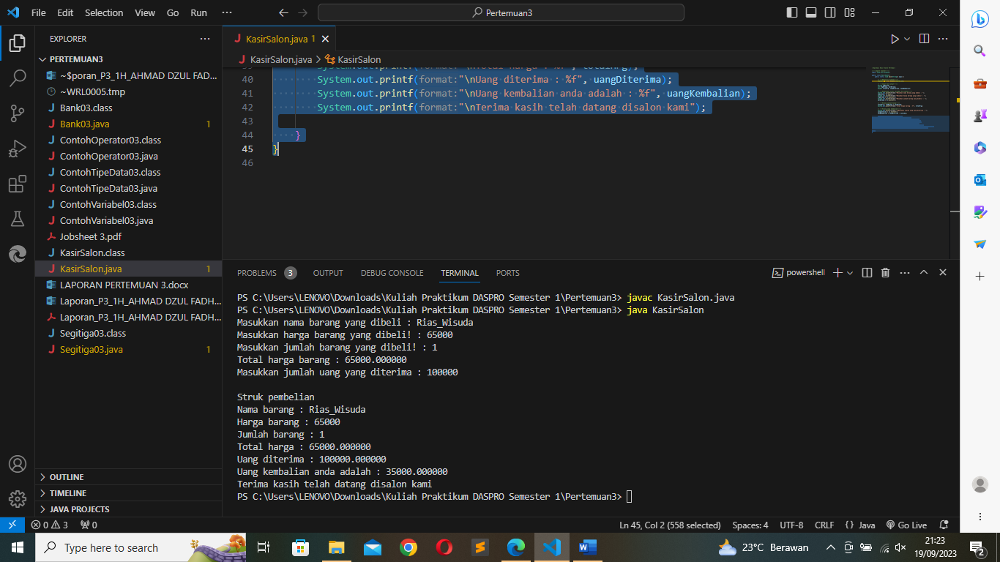 File Edit Selection View Go Run ··· Pertemuan3
EXPLORER ···
PERTEMUAN3
~$poran_P3_1H_AHMAD DZUL FAD...
~WRL0005.tmp
Bank03.class
Bank03.java 1
ContohOperator03.class
ContohOperator03.java
ContohTipeData03.class
ContohTipeData03.java
ContohVariabel03.class
ContohVariabel03.java
Jobsheet 3.pdf
KasirSalon.class
KasirSalon.java 1
LAPORAN PERTEMUAN 3.docx
Laporan_P3_1H_AHMAD DZUL FADH...
Laporan_P3_1H_AHMAD DZUL FADH...
Segitiga03.class
Segitiga03.java 1
OUTLINE
TIMELINE
JAVA PROJECTS
KasirSalon.java 1
KasirSalon.java > KasirSalon
40 System.out.printf(format:"\nUang diterima : %f", uangDiterima);
41 System.out.printf(format:"\nUang kembalian anda adalah : %f", uangKembalian);
42 System.out.printf(format:"\nTerima kasih telah datang disalon kami");
43
44 }
45 }
46
PROBLEMS 3 OUTPUT DEBUG CONSOLE TERMINAL PORTS powershell
PS C:\Users\LENOVO\Downloads\Kuliah Praktikum DASPRO Semester 1\Pertemuan3> javac KasirSalon.java
PS C:\Users\LENOVO\Downloads\Kuliah Praktikum DASPRO Semester 1\Pertemuan3> java KasirSalon
Masukkan nama barang yang dibeli : Rias_Wisuda
Masukkan harga barang yang dibeli! : 65000
Masukkan jumlah barang yang dibeli! : 1
Total harga barang : 65000.000000
Masukkan jumlah uang yang diterima : 100000
Struk pembelian
Nama barang : Rias_Wisuda
Harga barang : 65000
Jumlah barang : 1
Total harga : 65000.000000
Uang diterima : 100000.000000
Uang kembalian anda adalah : 35000.000000
Terima kasih telah datang disalon kami
PS C:\Users\LENOVO\Downloads\Kuliah Praktikum DASPRO Semester 1\Pertemuan3>
0 3 0 Ln 45, Col 2 (558 selected) Spaces: 4 UTF-8 CRLF {} Java Go Live
Type here to search 23°C Berawan 21:23
19/09/2023 2